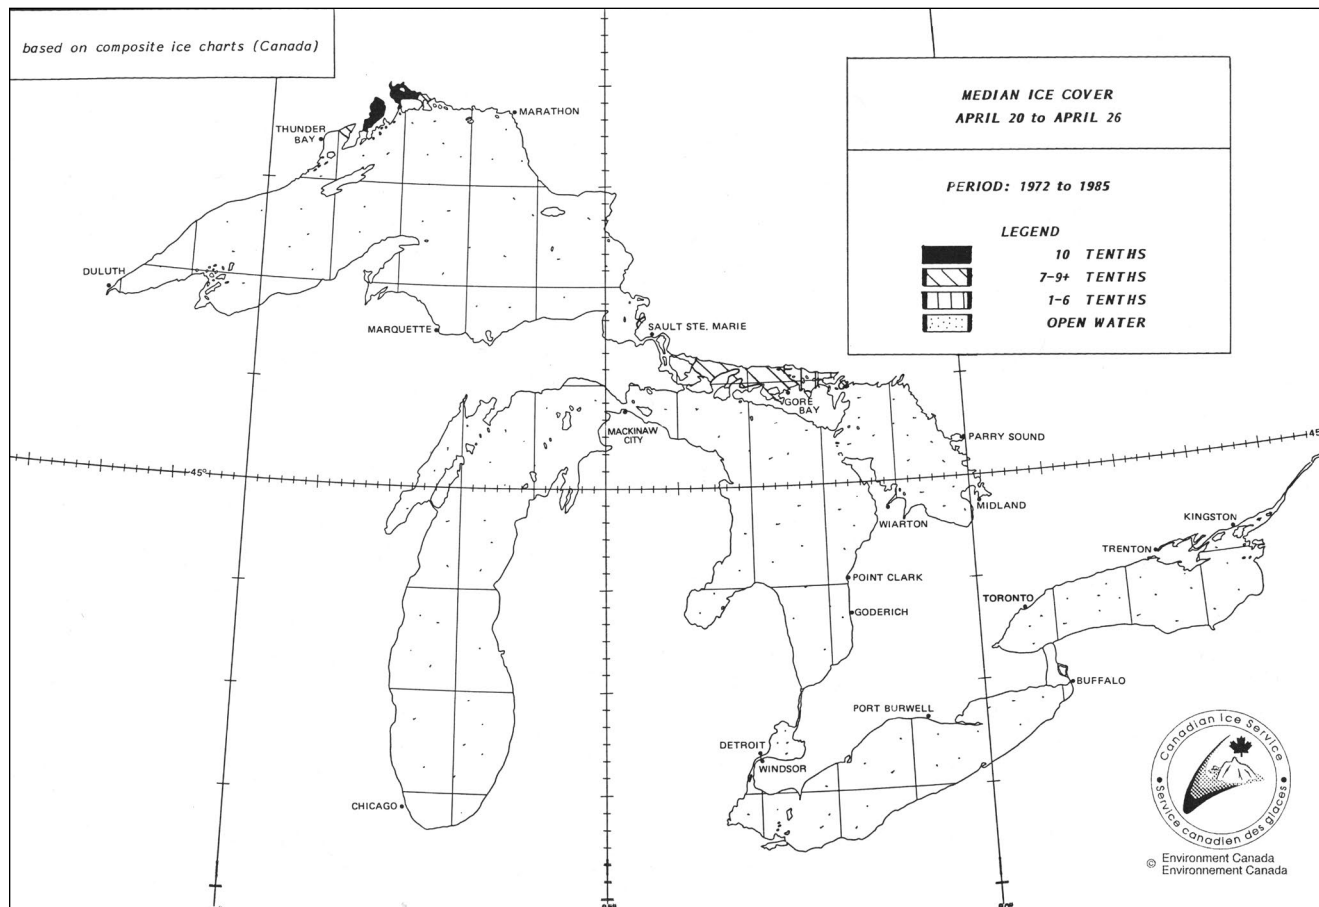 based on composite ice charts (Canada)
MEDIAN ICE COVER
APRIL 20 to APRIL 26
PERIOD: 1972 to 1985
LEGEND
10 TENTHS
7-9+ TENTHS
1-6 TENTHS
OPEN WATER
MARATHON
THUNDER
BAY
DULUTH
MARQUETTE
SAULT STE. MARIE
GORE
BAY
MACKINAW
CITY
PARRY SOUND
45°
45
MIDLAND
WIARTON
KINGSTON
TRENTON
POINT CLARK
TORONTO
GODERICH
BUFFALO
PORT BURWELL
DETROIT
WINDSOR
CHICAGO
Canadian Ice Service
Service canadien des glaces
© Environment Canada
Environnement Canada